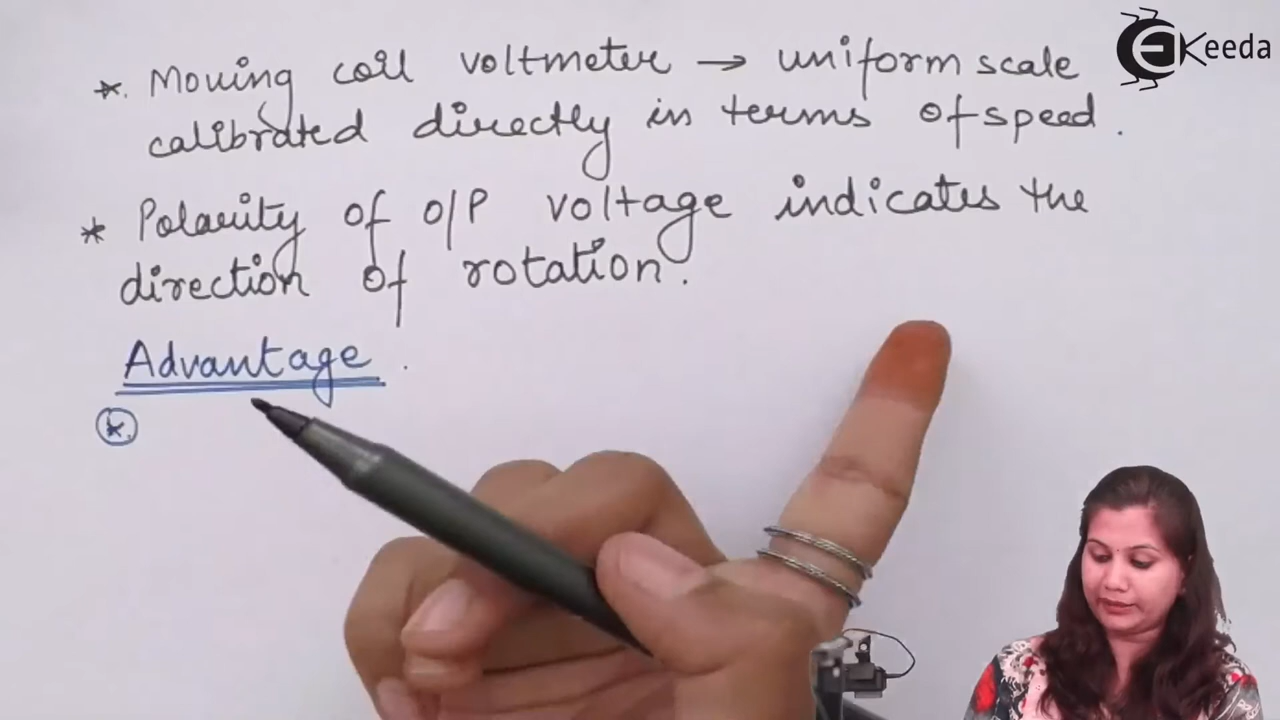 *. Moving coil voltmeter → uniform scale
calibrated directly in terms of speed.
* Polarity of O/P voltage indicates the
direction of rotation.
Advantage.
*.
EKeeda